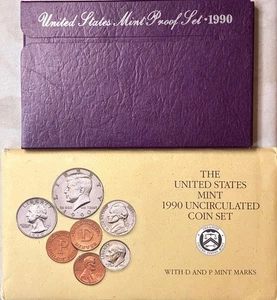 United States Mint Proof Set • 1990
THE
UNITED STATES
MINT
1990 UNCIRCULATED
COIN SET
WITH D AND P MINT MARKS